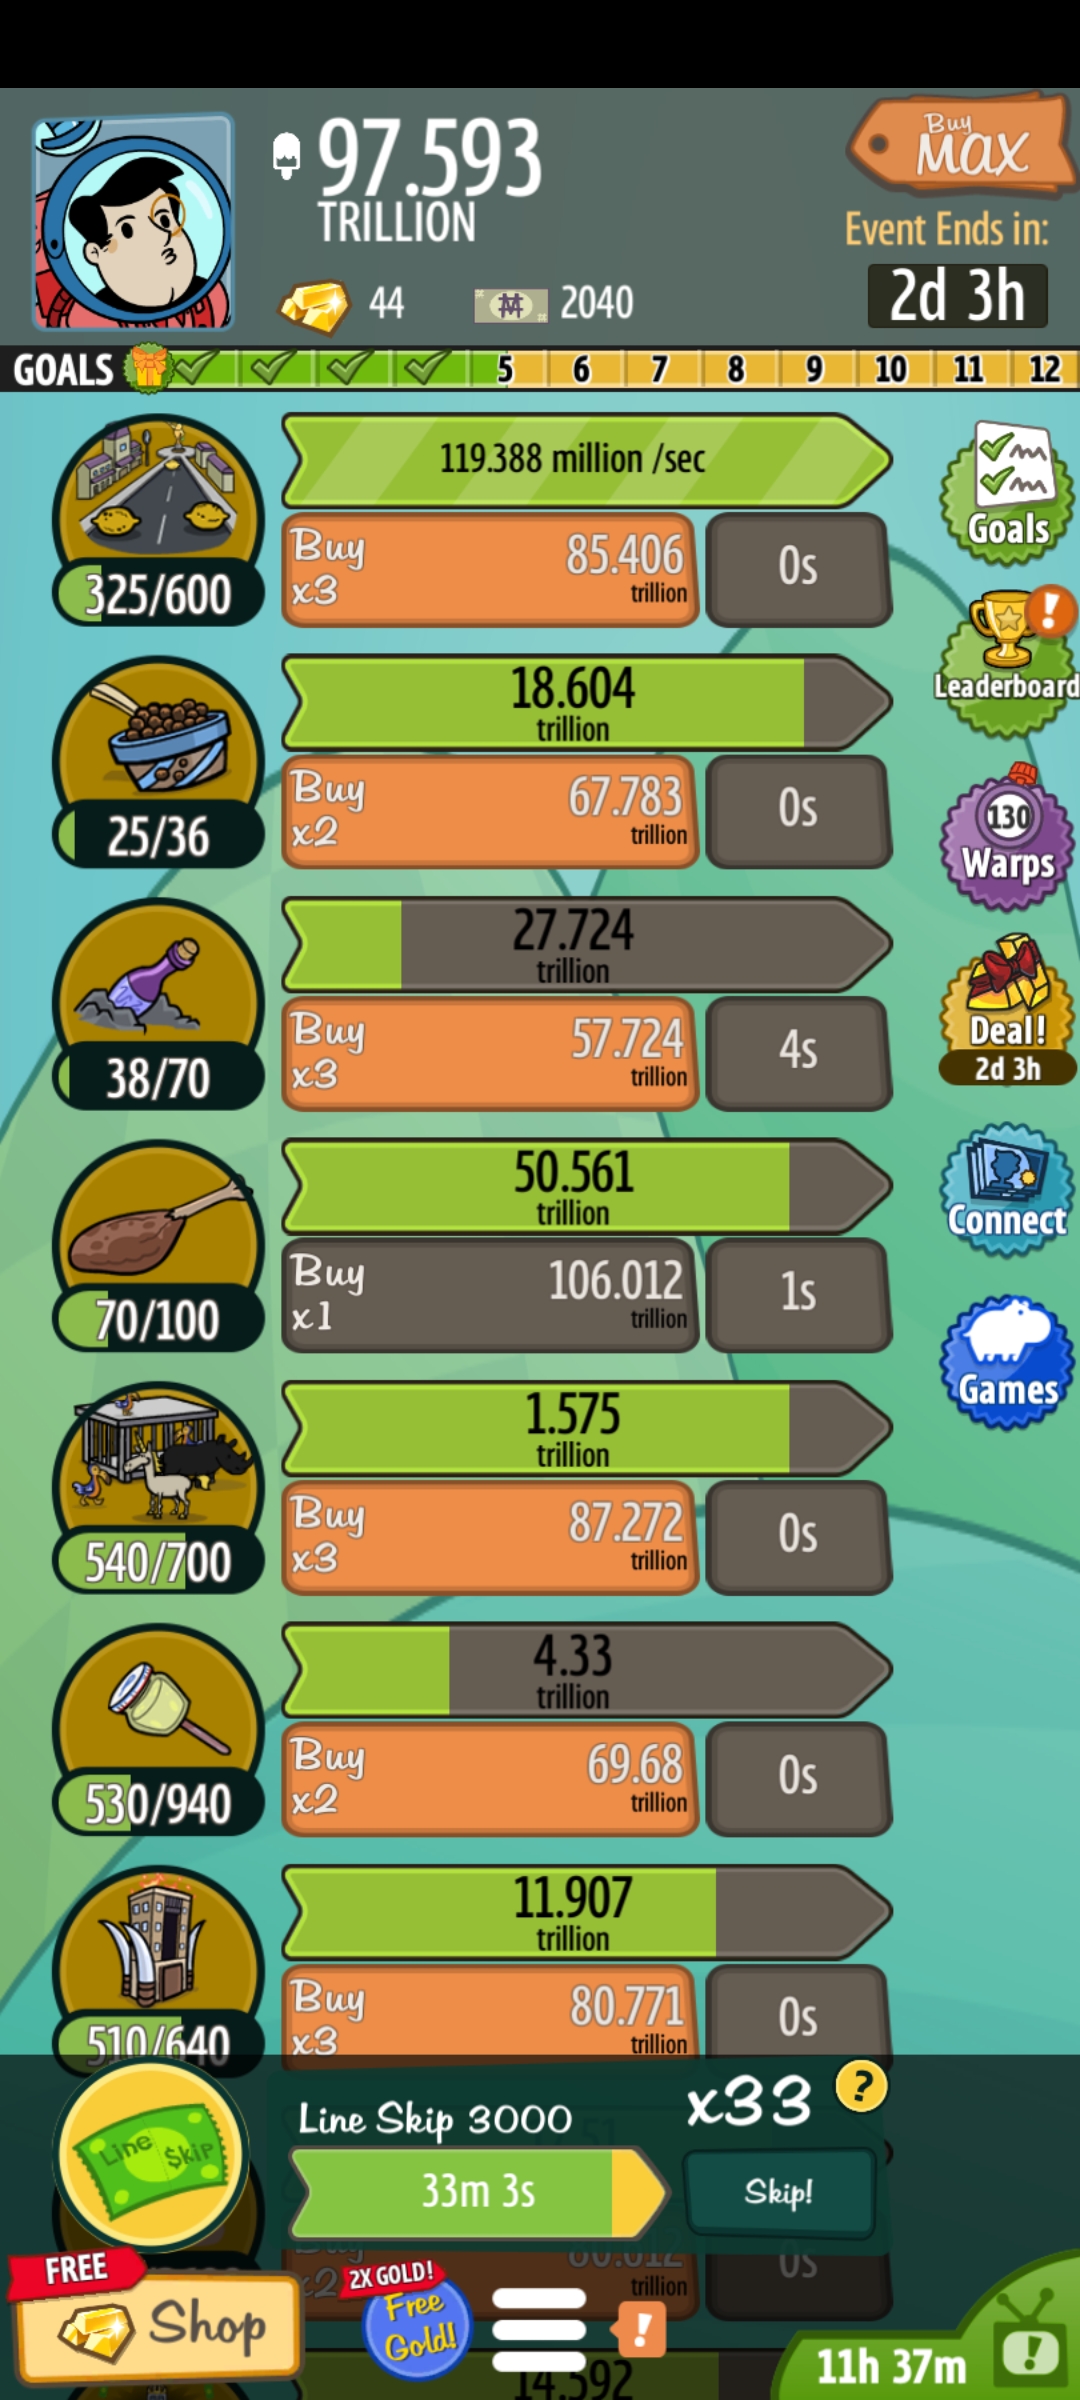 97.593
TRILLION
Buy
MAX
Event Ends in:
2d 3h
44
2040
GOALS
5
6
7
8
9
10
11
12
119.388 million /sec
Buy
x3
85.406
trillion
0s
325/600
Goals
18.604
trillion
Buy
x2
67.783
trillion
0s
25/36
!
Leaderboard
27.724
trillion
Buy
x3
57.724
trillion
4s
38/70
130
Warps
Deal!
2d 3h
50.561
trillion
Buy
x1
106.012
trillion
1s
70/100
Connect
Games
1.575
trillion
Buy
x3
87.272
trillion
0s
540/700
4.33
trillion
Buy
x2
69.68
trillion
0s
530/940
11.907
trillion
Buy
x3
80.771
trillion
0s
510/640
Line Skip
Line Skip 3000
x33
?
33m 3s
Skip!
trillion
0s
FREE
Shop
2X GOLD!
Free
Gold!
!
14.592
11h 37m
!